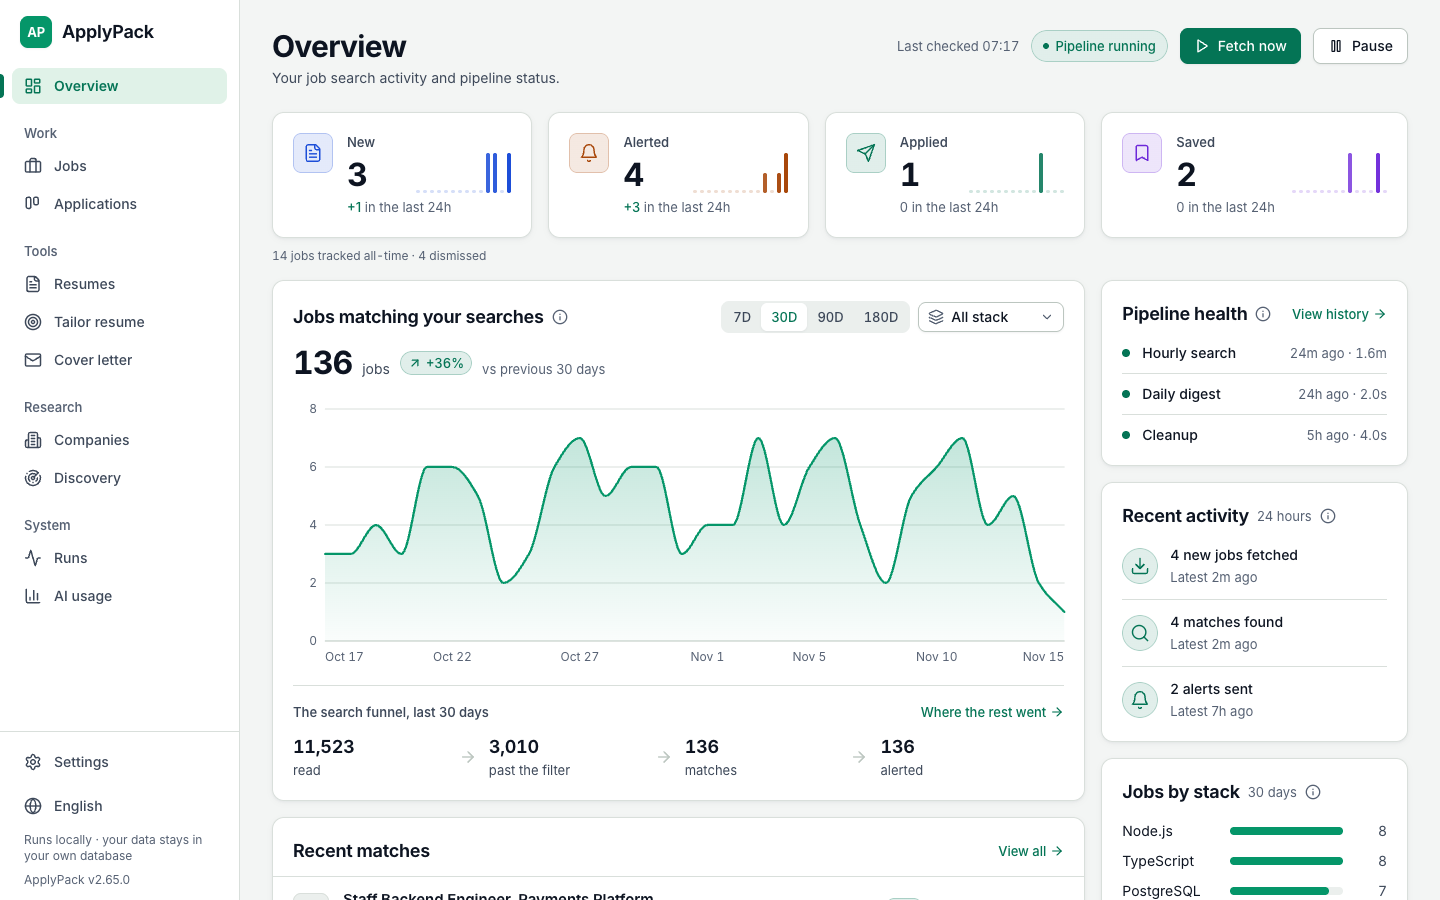 AP ApplyPack
Overview
Work
Jobs
Applications
Tools
Resumes
Tailor resume
Cover letter
Research
Companies
Discovery
System
Runs
AI usage
Settings
English
Runs locally · your data stays in
your own database
ApplyPack v2.65.0
Overview
Your job search activity and pipeline status.
Last checked 07:17
Pipeline running
Fetch now
Pause
New
3
+1 in the last 24h
Alerted
4
+3 in the last 24h
Applied
1
0 in the last 24h
Saved
2
0 in the last 24h
14 jobs tracked all-time · 4 dismissed
Jobs matching your searches
7D 30D 90D 180D
All stack
136 jobs +36% vs previous 30 days
8
6
4
2
0
Oct 17 Oct 22 Oct 27 Nov 1 Nov 5 Nov 10 Nov 15
The search funnel, last 30 days
Where the rest went
11,523
read
3,010
past the filter
136
matches
136
alerted
Recent matches
View all
Staff Backend Engineer, Payments Platform
Pipeline health
View history
Hourly search 24m ago · 1.6m
Daily digest 24h ago · 2.0s
Cleanup 5h ago · 4.0s
Recent activity 24 hours
4 new jobs fetched
Latest 2m ago
4 matches found
Latest 2m ago
2 alerts sent
Latest 7h ago
Jobs by stack 30 days
Node.js 8
TypeScript 8
PostgreSQL 7